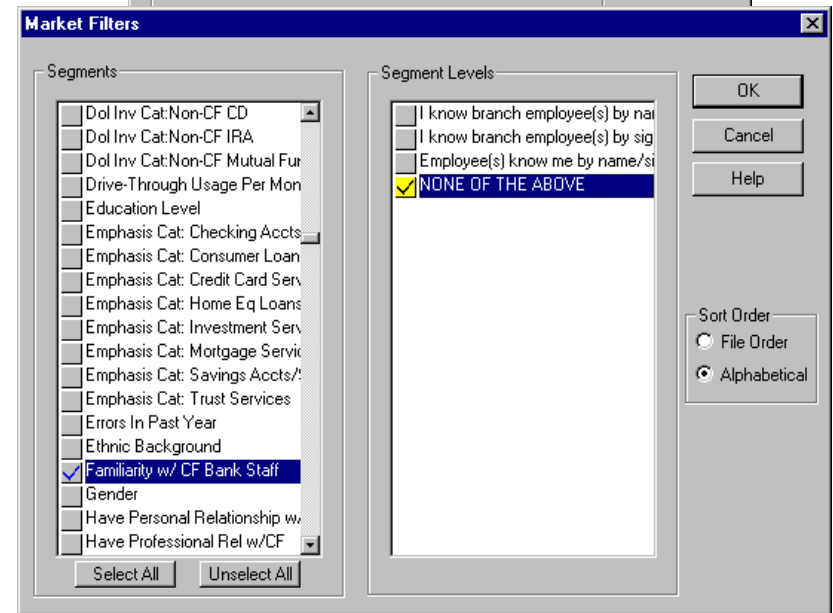 Market Filters
Segments
Dol Inv Cat:Non-CF CD
Dol Inv Cat:Non-CF IRA
Dol Inv Cat:Non-CF Mutual Fur
Drive-Through Usage Per Mon
Education Level
Emphasis Cat: Checking Accts
Emphasis Cat: Consumer Loan
Emphasis Cat: Credit Card Serv
Emphasis Cat: Home Eq Loans
Emphasis Cat: Investment Serv
Emphasis Cat: Mortgage Servic
Emphasis Cat: Savings Accts/
Emphasis Cat: Trust Services
Errors In Past Year
Ethnic Background
Familiarity w/ CF Bank Staff
Gender
Have Personal Relationship w/
Have Professional Rel w/CF
Select All
Unselect All
Segment Levels
I know branch employee(s) by nar
I know branch employee(s) by sig
Employee(s) know me by name/si
NONE OF THE ABOVE
OK
Cancel
Help
Sort Order
File Order
Alphabetical